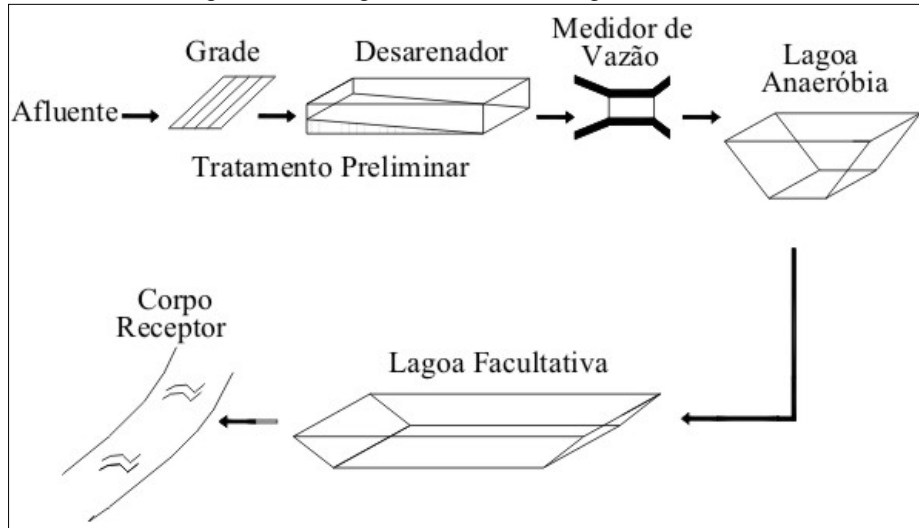 Grade
Desarenador
Medidor de
Vazão
Lagoa
Anaeróbia
Afluente
Tratamento Preliminar
Corpo
Receptor
Lagoa Facultativa